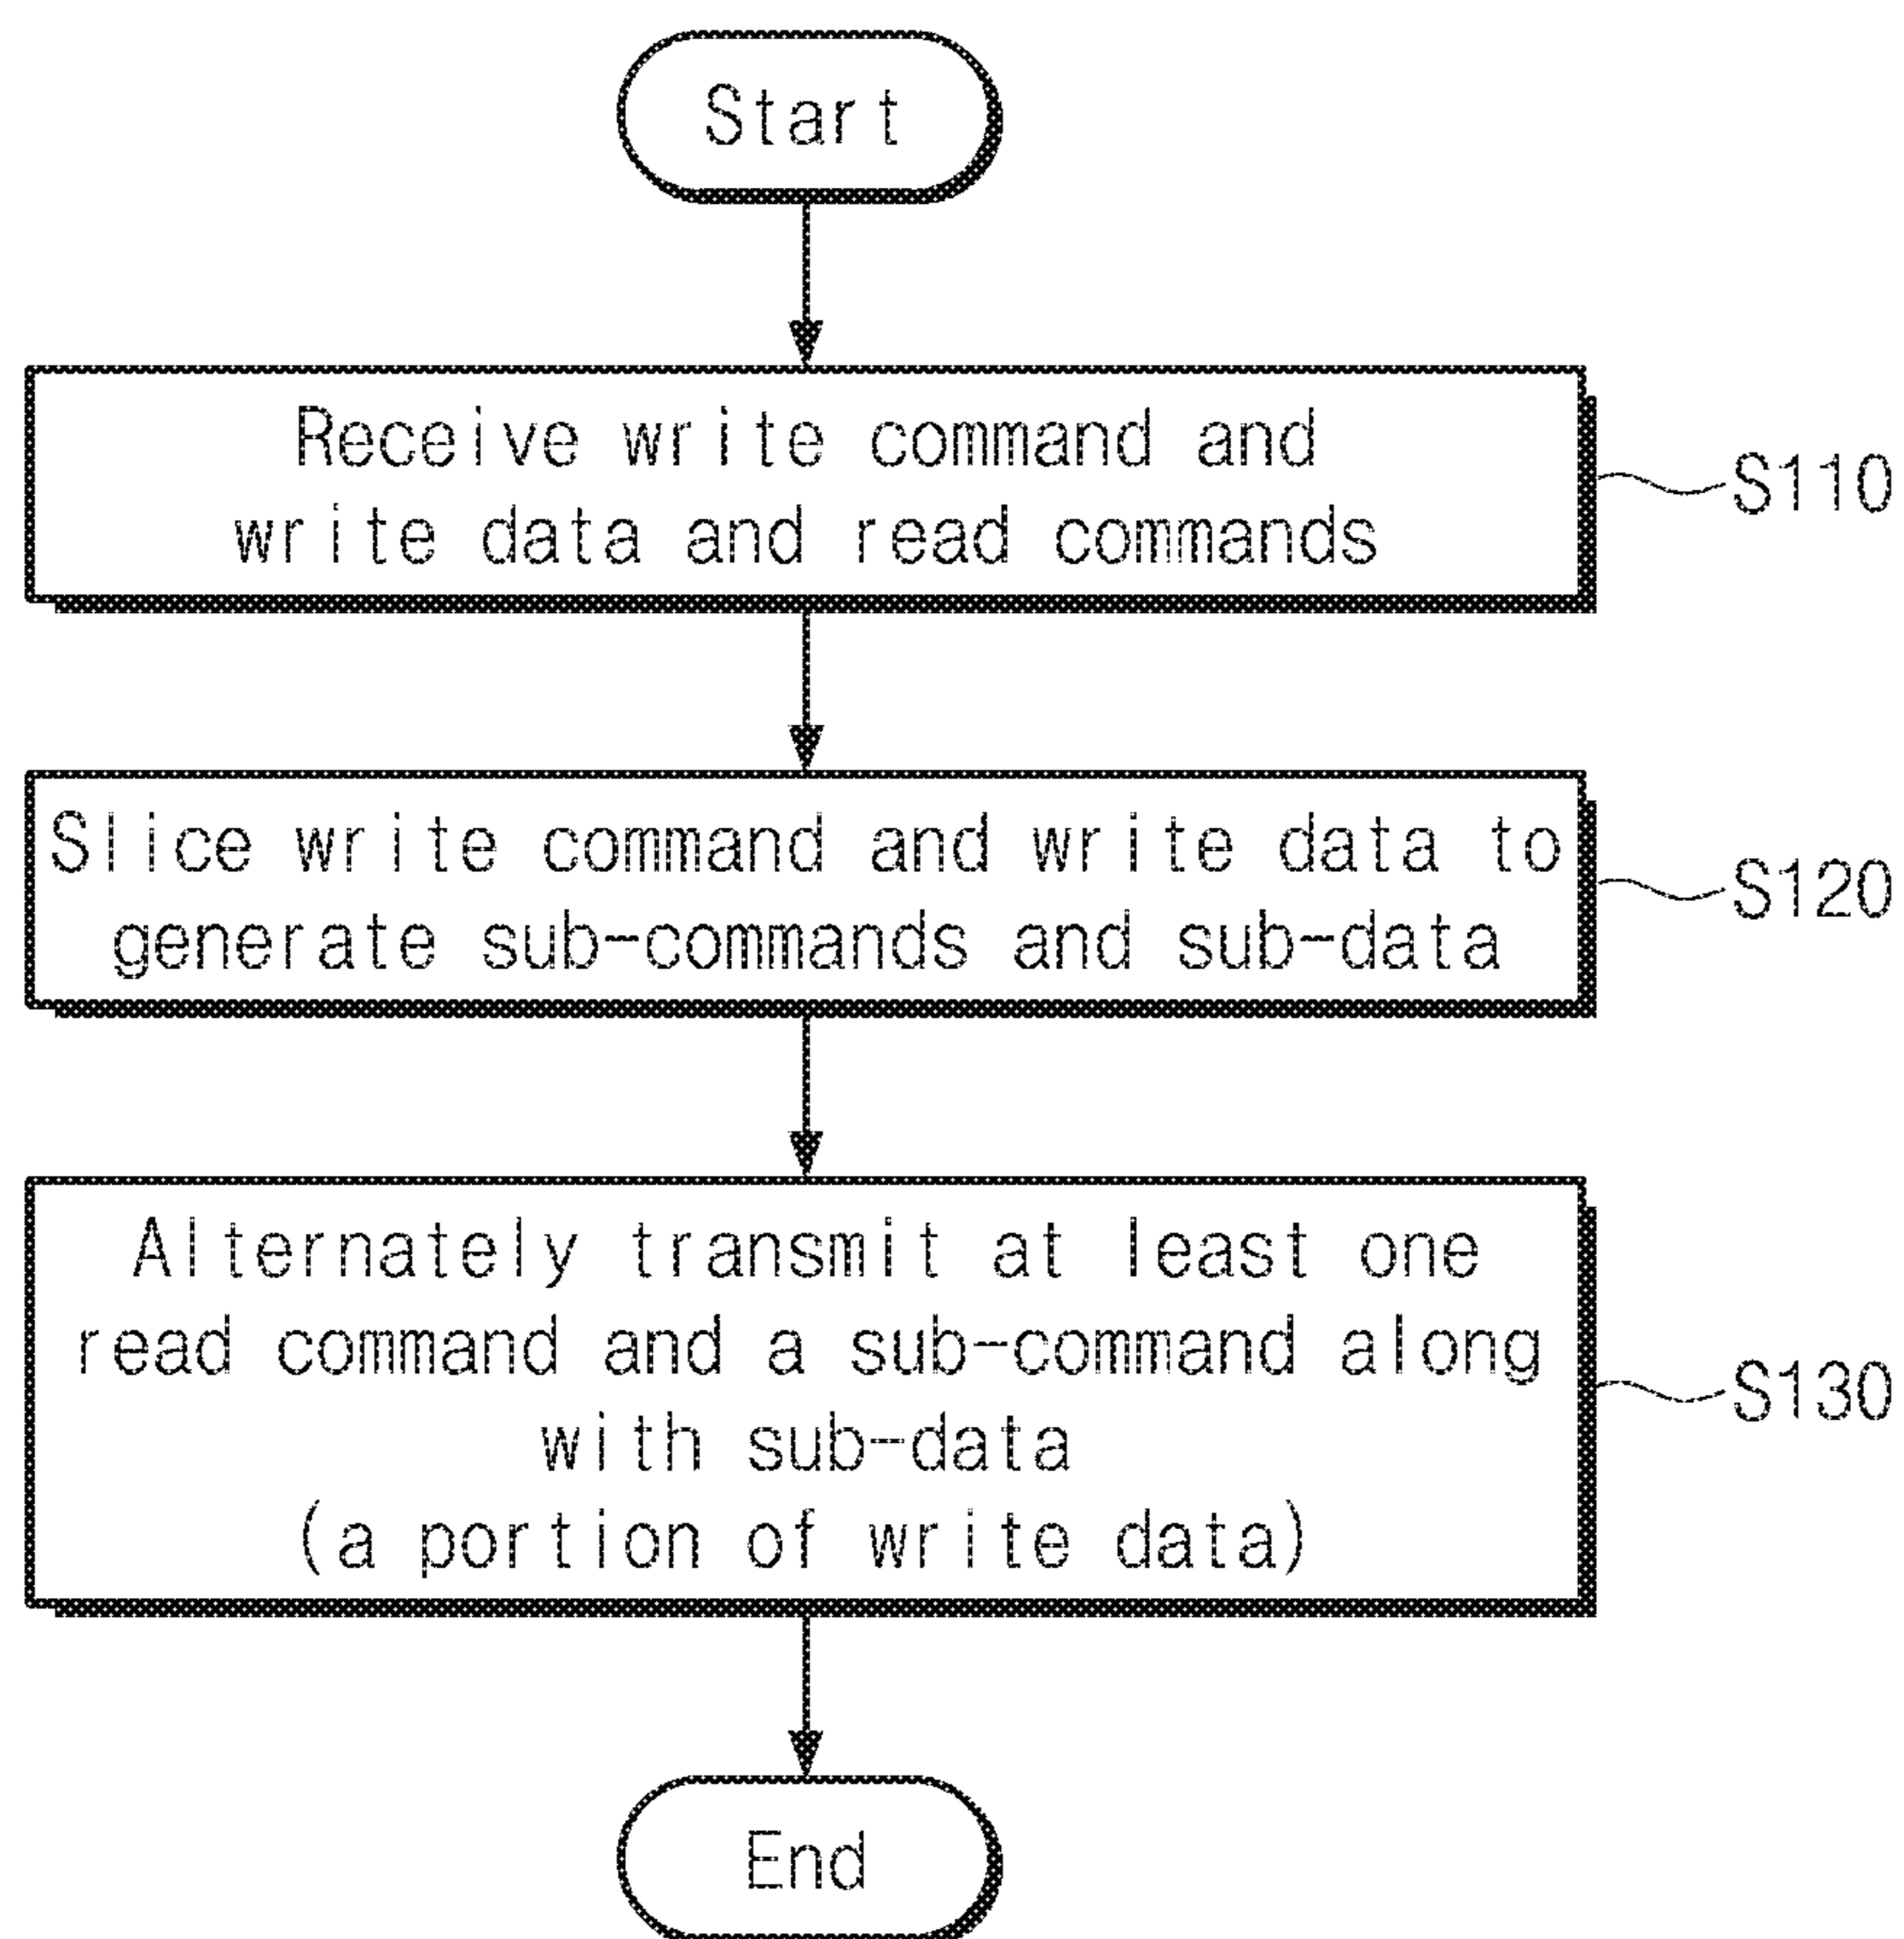 Start
Receive write command and
write data and read commands
S110
Slice write command and write data to
generate sub-commands and sub-data
S120
Alternately transmit at least one
read command and a sub-command along
with sub-data
(a portion of write data)
S130
End